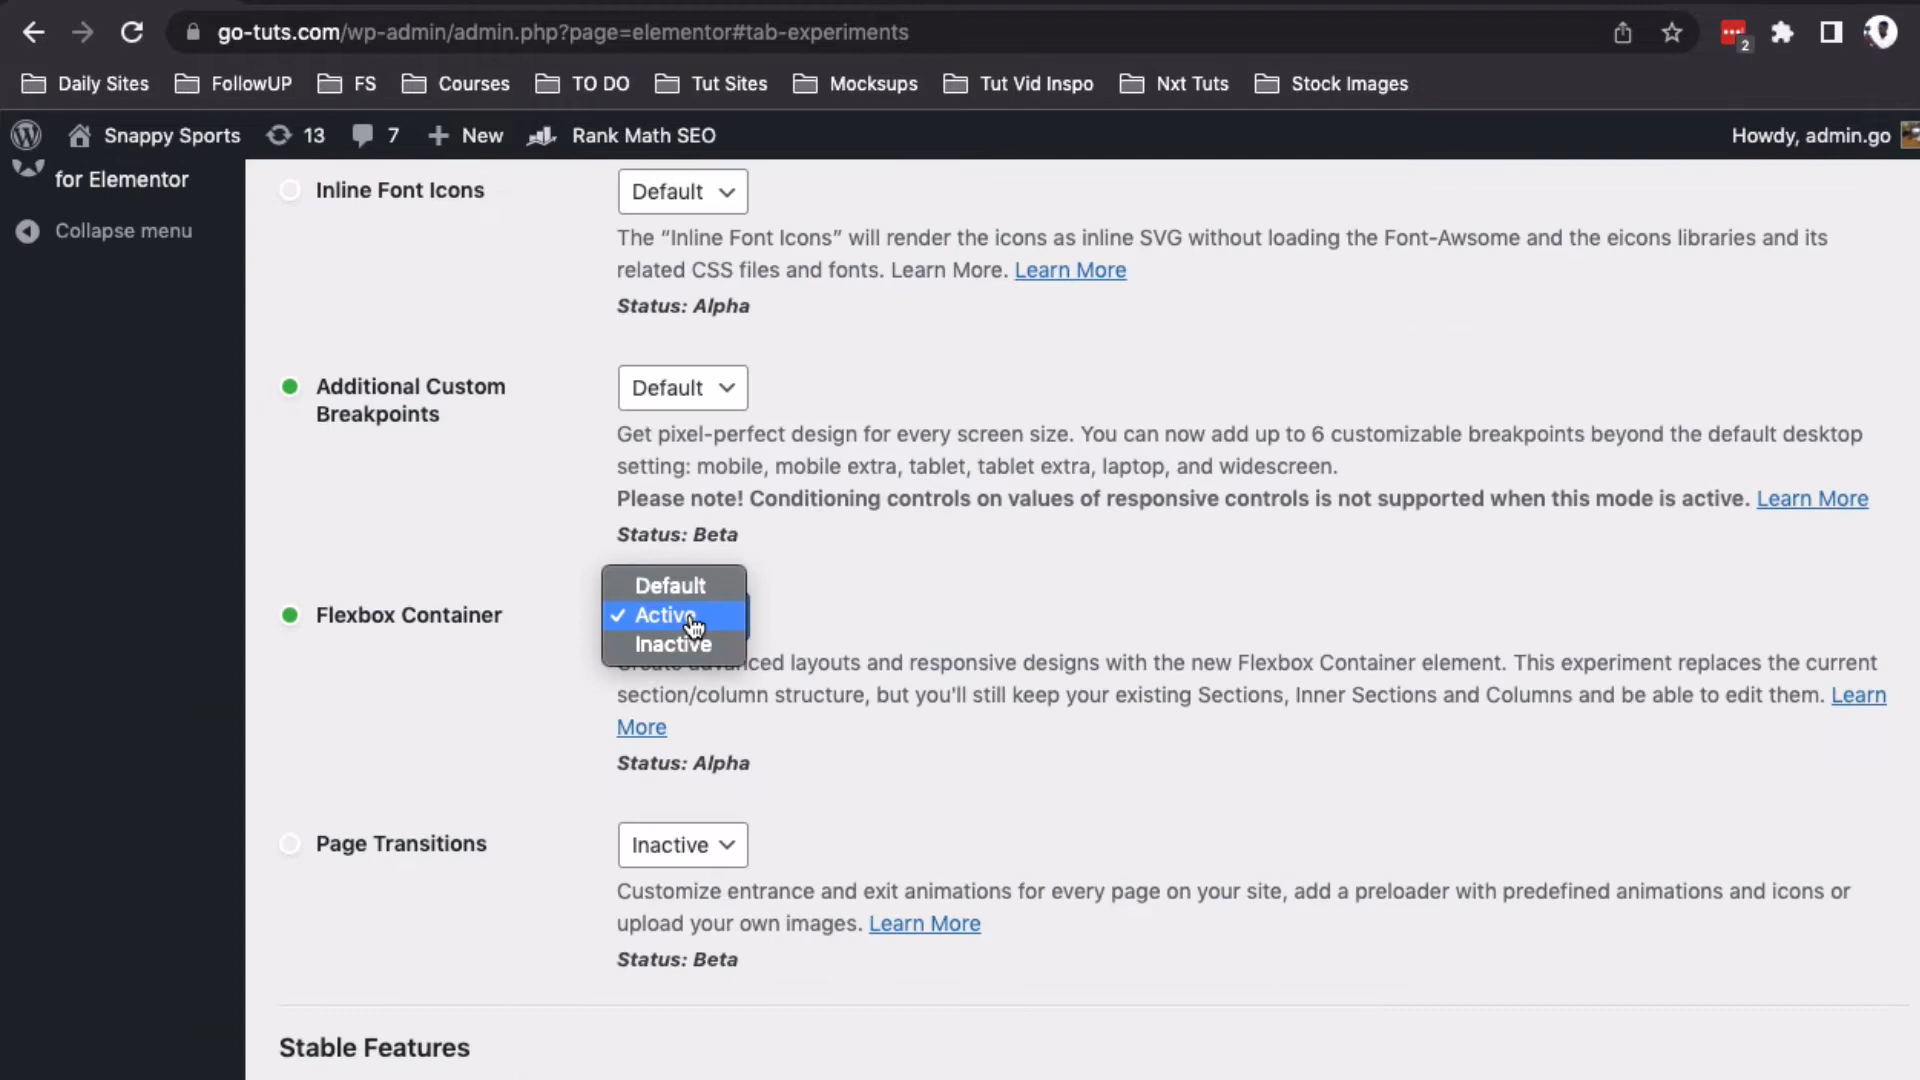 go-tuts.com/wp-admin/admin.php?page=elementor#tab-experiments
2
Daily Sites FollowUP FS Courses TO DO Tut Sites Mocksups Tut Vid Inspo Nxt Tuts Stock Images
Snappy Sports 13 7 New Rank Math SEO Howdy, admin.go
for Elementor
Collapse menu
Inline Font Icons Default
The “Inline Font Icons” will render the icons as inline SVG without loading the Font-Awsome and the eicons libraries and its
related CSS files and fonts. Learn More. Learn More
Status: Alpha
Additional Custom
Breakpoints
Default
Get pixel-perfect design for every screen size. You can now add up to 6 customizable breakpoints beyond the default desktop
setting: mobile, mobile extra, tablet, tablet extra, laptop, and widescreen.
Please note! Conditioning controls on values of responsive controls is not supported when this mode is active. Learn More
Status: Beta
Flexbox Container
Default
✓ Active
Inactive
Create advanced layouts and responsive designs with the new Flexbox Container element. This experiment replaces the current
section/column structure, but you'll still keep your existing Sections, Inner Sections and Columns and be able to edit them. Learn
More
Status: Alpha
Page Transitions Inactive
Customize entrance and exit animations for every page on your site, add a preloader with predefined animations and icons or
upload your own images. Learn More
Status: Beta
Stable Features